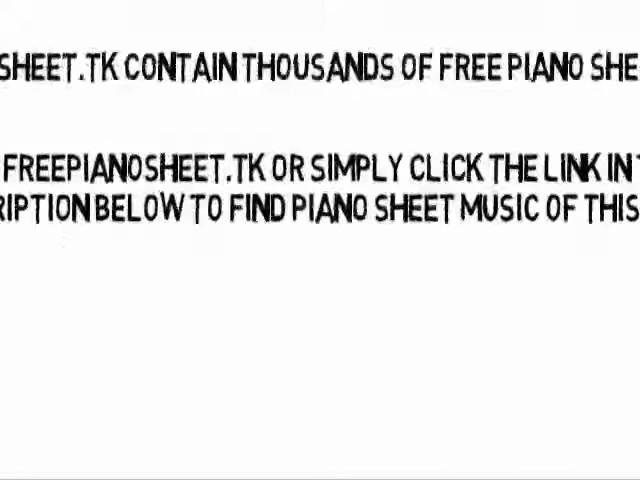 SHEET.TK CONTAIN THOUSANDS OF FREE PIANO SHE
FREEPIANOSHEET.TK OR SIMPLY CLICK THE LINK IN
RIPTION BELOW TO FIND PIANO SHEET MUSIC OF THIS